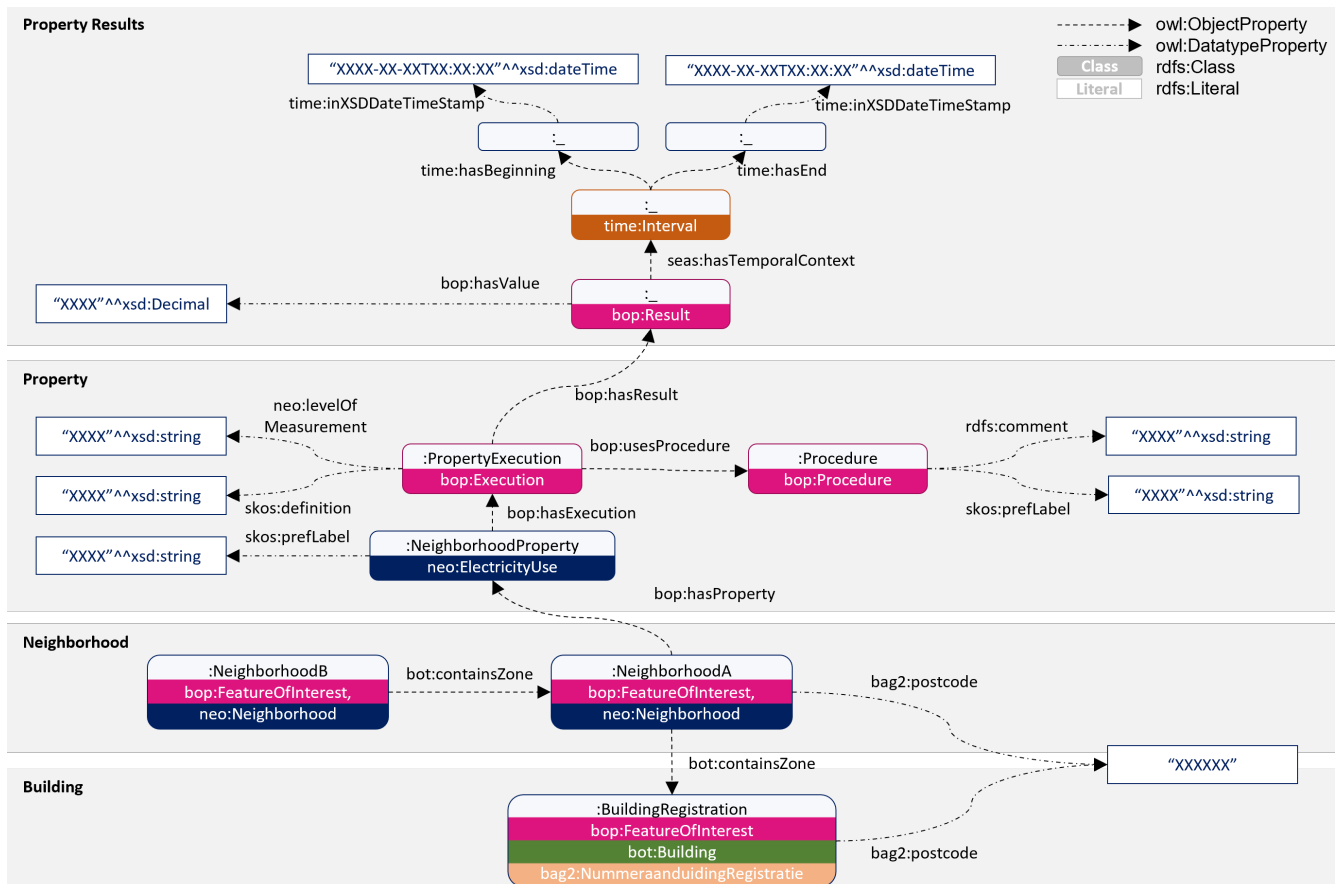 Property Results
owl:ObjectProperty
owl:DatatypeProperty
Class
rdfs:Class
Literal
rdfs:Literal
“XXXX-XX-XXTXX:XX:XX”^^xsd:dateTime
“XXXX-XX-XXTXX:XX:XX”^^xsd:dateTime
time:inXSDDateTimeStamp
time:inXSDDateTimeStamp
:_
:_
time:hasBeginning
time:hasEnd
:_
time:Interval
seas:hasTemporalContext
bop:hasValue
“XXXX”^^xsd:Decimal
:_
bop:Result
Property
bop:hasResult
neo:levelOf
Measurement
“XXXX”^^xsd:string
rdfs:comment
“XXXX”^^xsd:string
:PropertyExecution
bop:Execution
bop:usesProcedure
:Procedure
bop:Procedure
“XXXX”^^xsd:string
skos:definition
“XXXX”^^xsd:string
skos:prefLabel
bop:hasExecution
skos:prefLabel
“XXXX”^^xsd:string
:NeighborhoodProperty
neo:ElectricityUse
bop:hasProperty
Neighborhood
:NeighborhoodB
bop:FeatureOfInterest,
neo:Neighborhood
bot:containsZone
:NeighborhoodA
bop:FeatureOfInterest,
neo:Neighborhood
bag2:postcode
bot:containsZone
“XXXXXX”
Building
:BuildingRegistration
bop:FeatureOfInterest
bot:Building
bag2:NummeraanduidingRegistratie
bag2:postcode